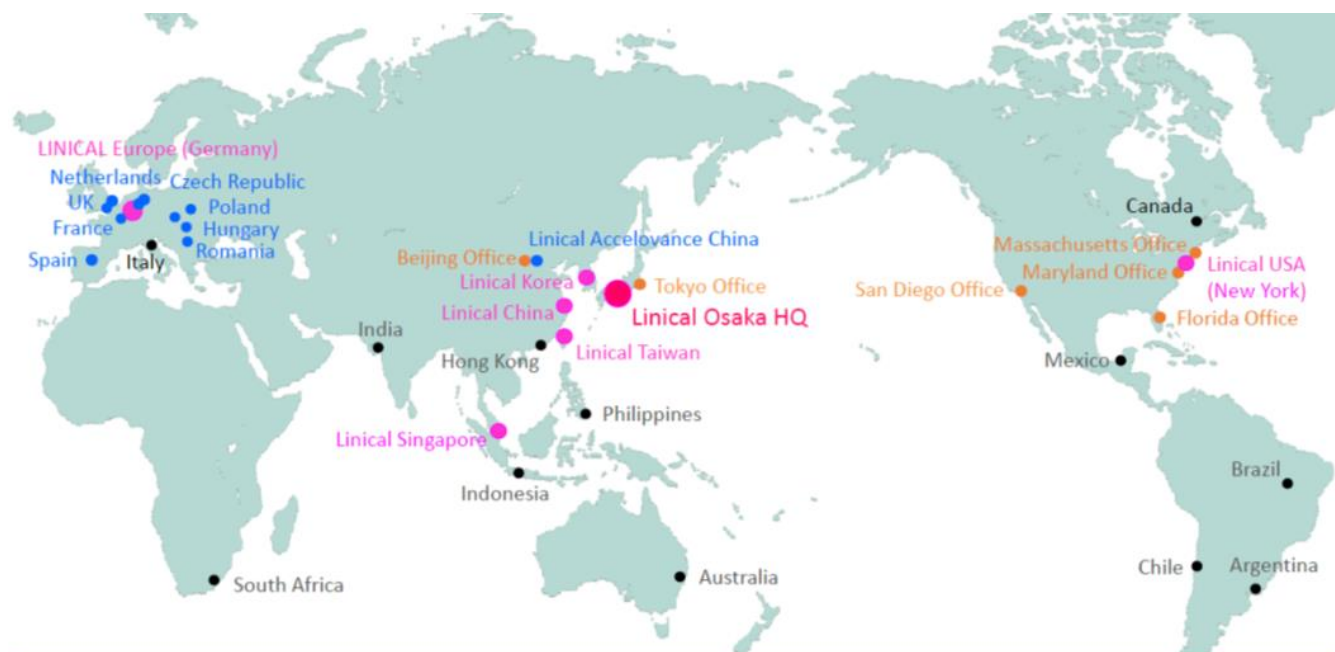 LINICAL Europe (Germany)
Netherlands
Czech Republic
UK
Poland
France
Hungary
Romania
Spain
Italy
Beijing Office
Linical Accelovance China
Linical Korea
Tokyo Office
Linical China
Linical Osaka HQ
India
Hong Kong
Linical Taiwan
Philippines
Linical Singapore
Indonesia
South Africa
Australia
Canada
Massachusetts Office
Linical USA
(New York)
Maryland Office
San Diego Office
Florida Office
Mexico
Brazil
Chile
Argentina